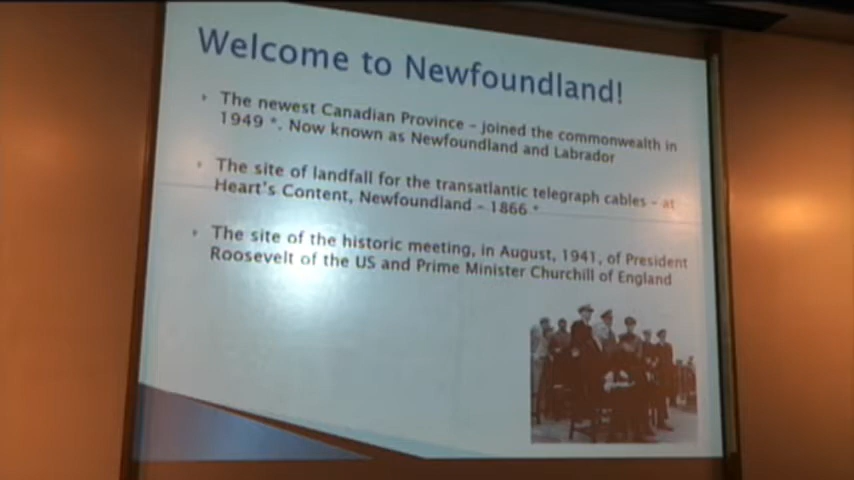 Welcome to Newfoundland!
The newest Canadian Province – joined the commonwealth in
1949 *. Now known as Newfoundland and Labrador
The site of landfall for the transatlantic telegraph cables – at
Heart's Content, Newfoundland – 1866 *
The site of the historic meeting, in August, 1941, of President
Roosevelt of the US and Prime Minister Churchill of England